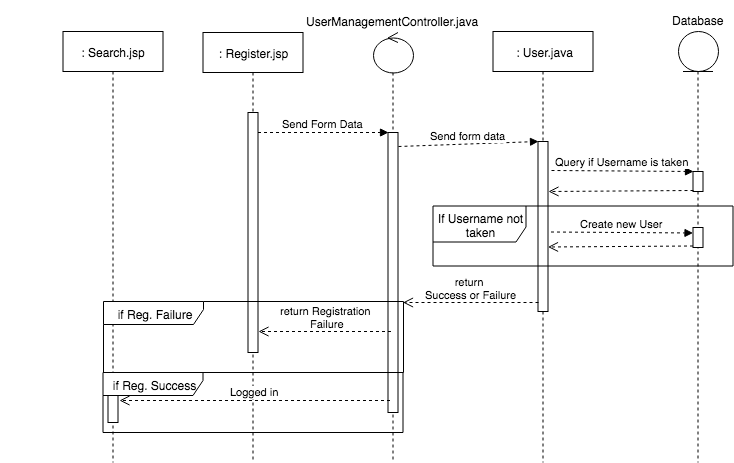 UserManagementController.java
Database
: Search.jsp
: Register.jsp
: User.java
Send Form Data
Send form data
Query if Username is taken
If Username not
taken
Create new User
return
Success or Failure
if Reg. Failure
return Registration
Failure
if Reg. Success
Logged in